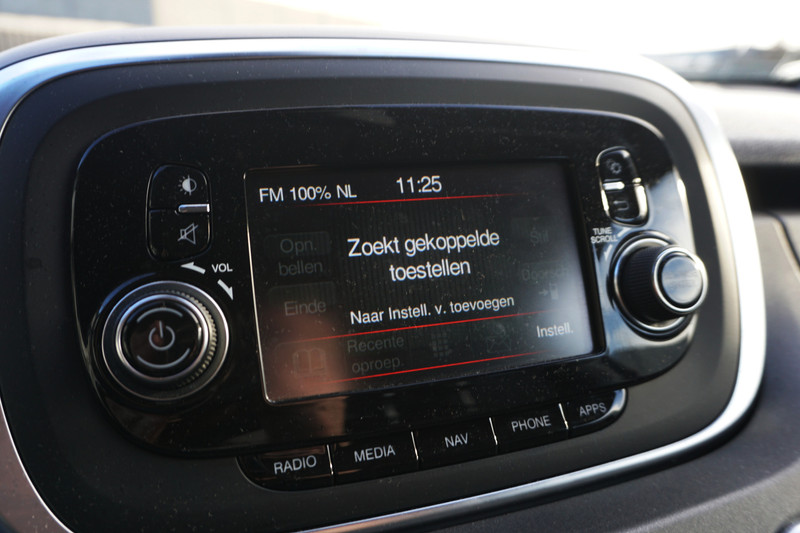 FM 100% NL 11:25
Zoekt gekoppelde
toestellen
Naar Instell. v. toevoegen
Instell.
Opn.
bellen
Einde
Recente
oproep.
VOL
TUNE
SCROLL
RADIO
MEDIA
NAV
PHONE
APPS